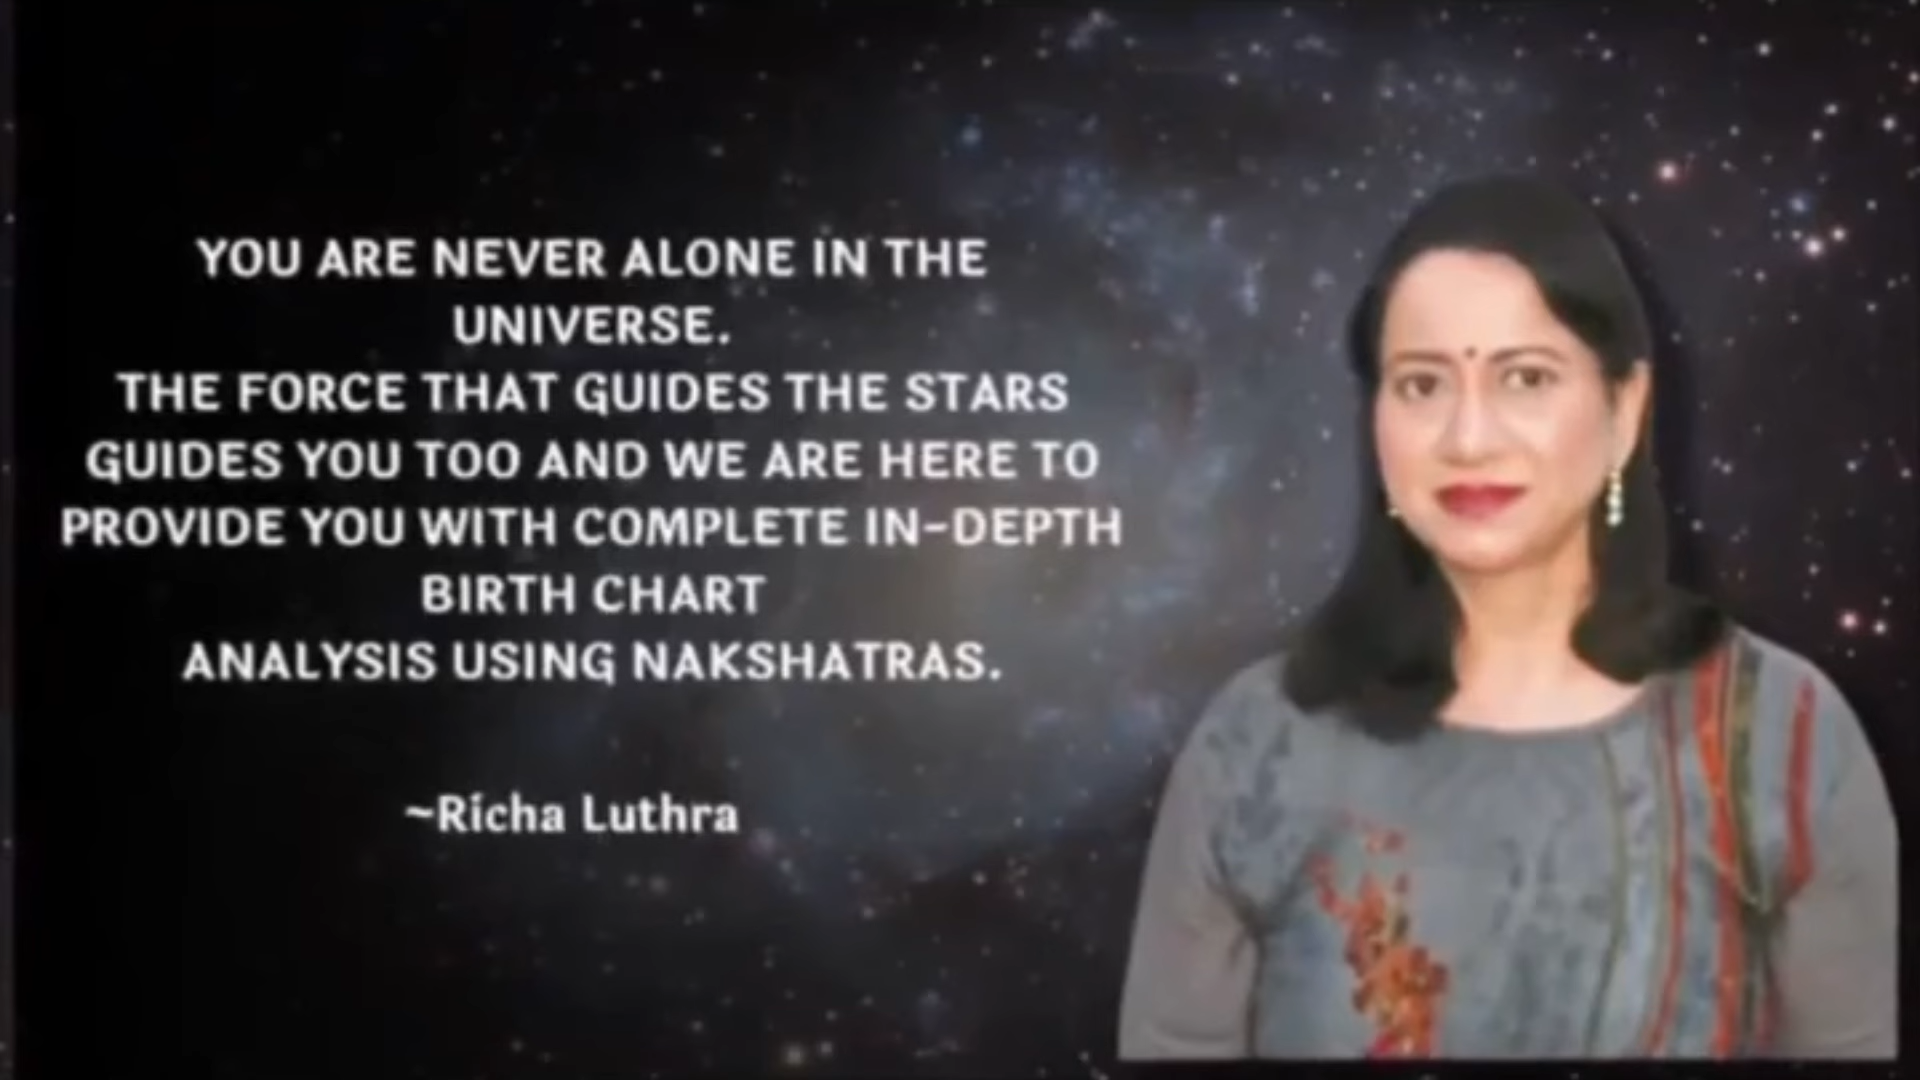 YOU ARE NEVER ALONE IN THE
UNIVERSE.
THE FORCE THAT GUIDES THE STARS
GUIDES YOU TOO AND WE ARE HERE TO
PROVIDE YOU WITH COMPLETE IN-DEPTH
BIRTH CHART
ANALYSIS USING NAKSHATRAS.
~Richa Luthra